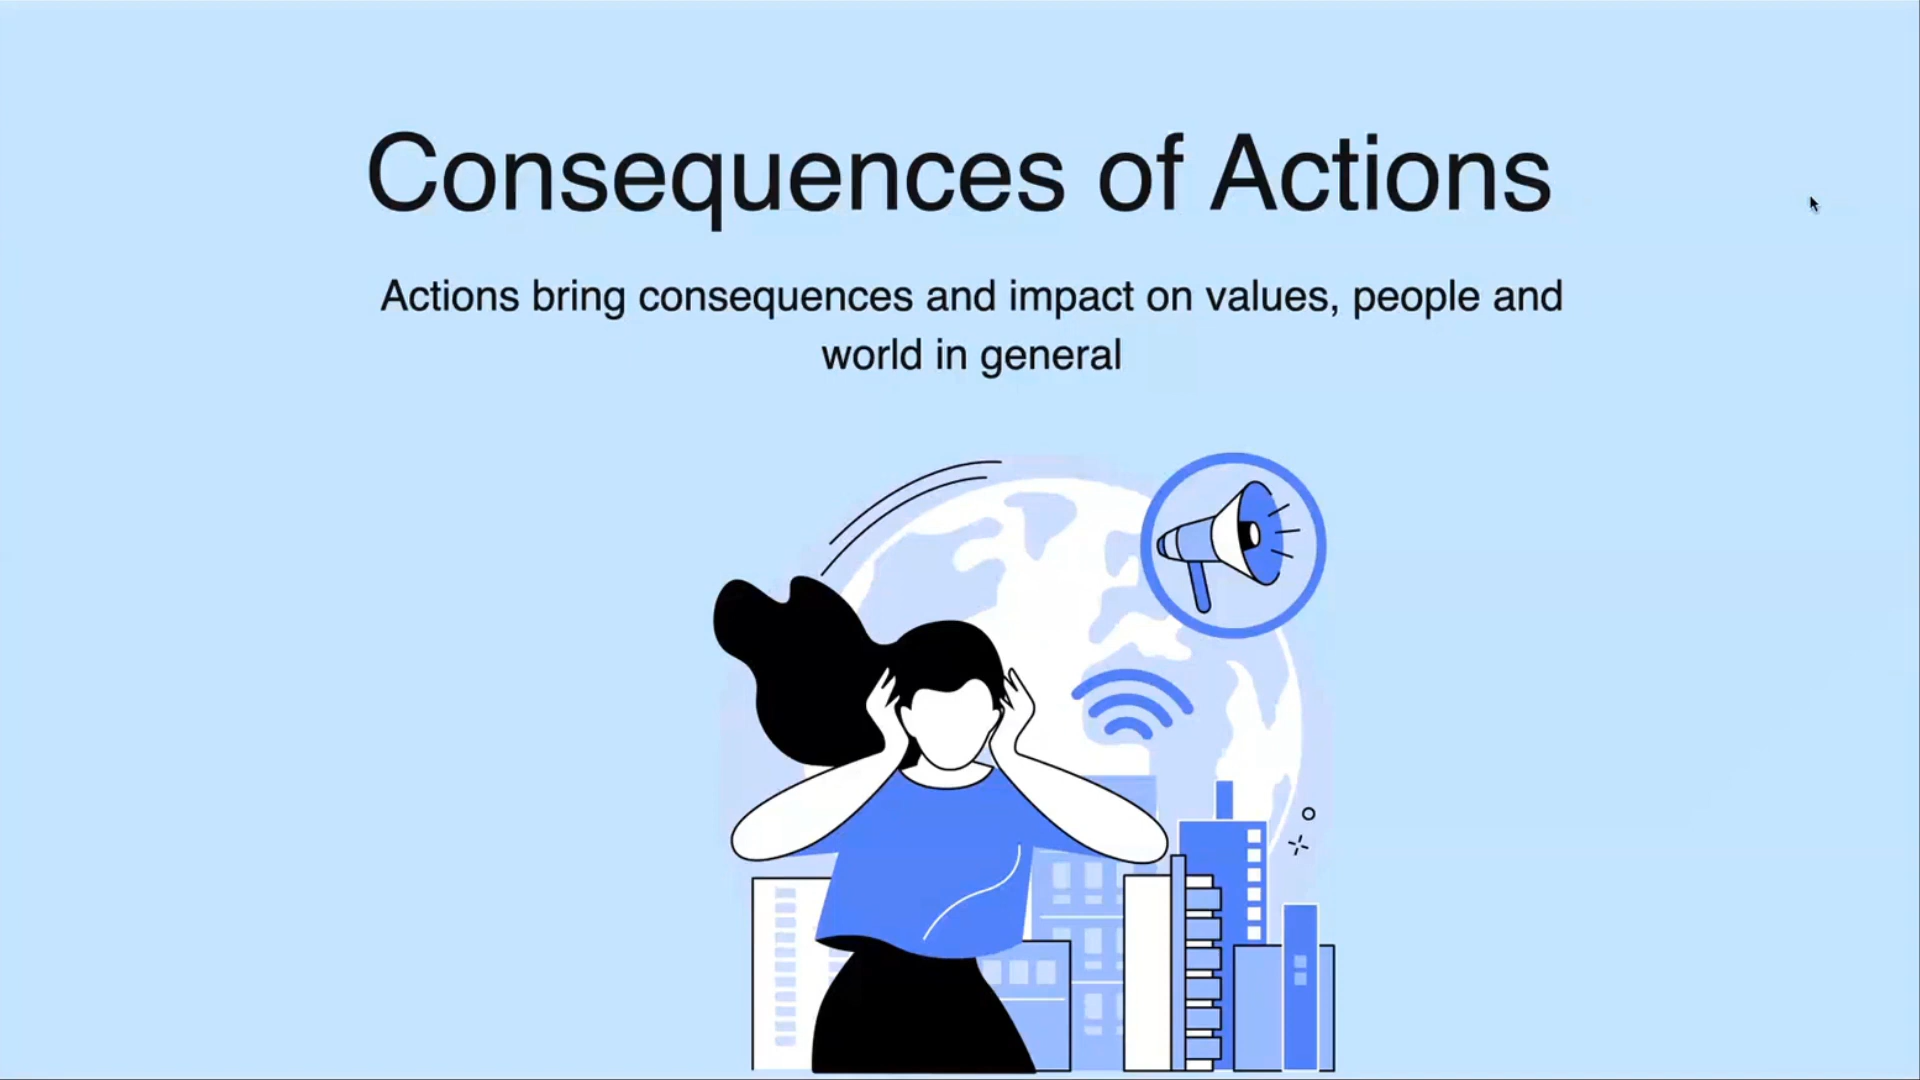 Consequences of Actions
Actions bring consequences and impact on values, people and
world in general